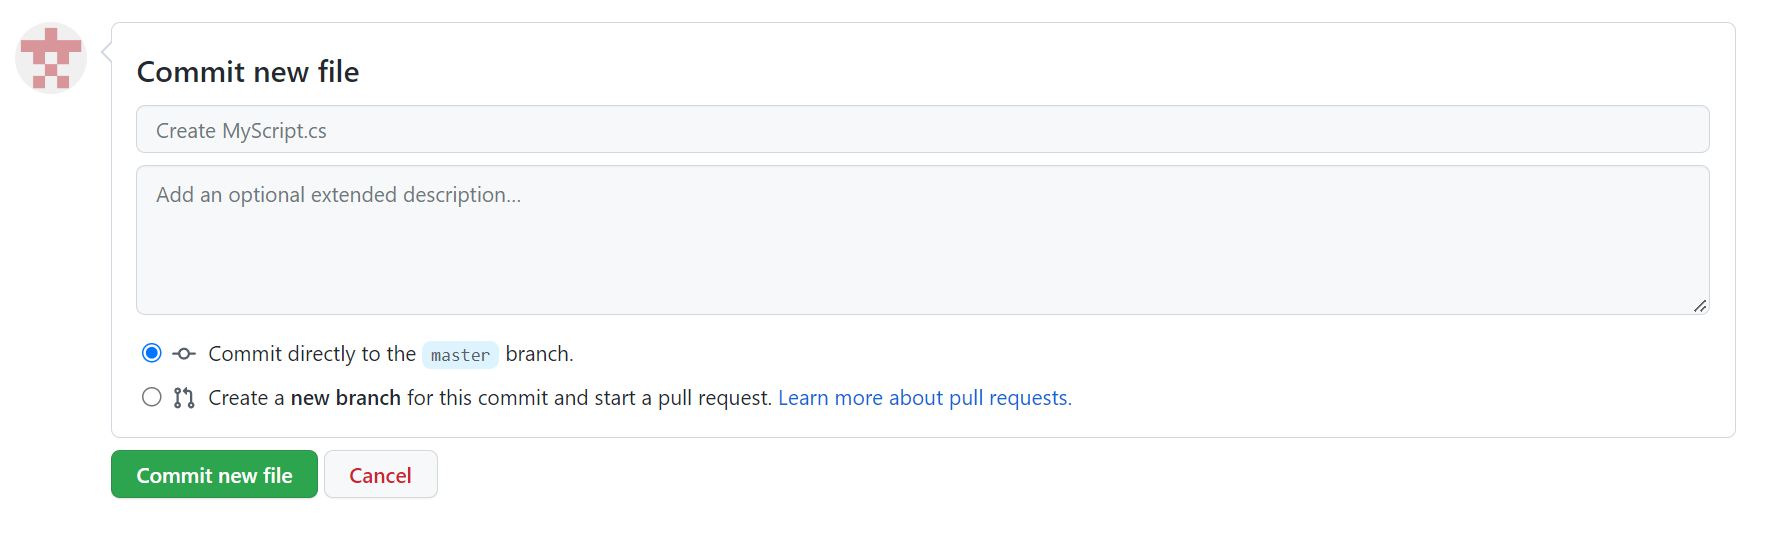 Commit new file
Create MyScript.cs
Add an optional extended description...
Commit directly to the master branch.
Create a new branch for this commit and start a pull request. Learn more about pull requests.
Commit new file Cancel